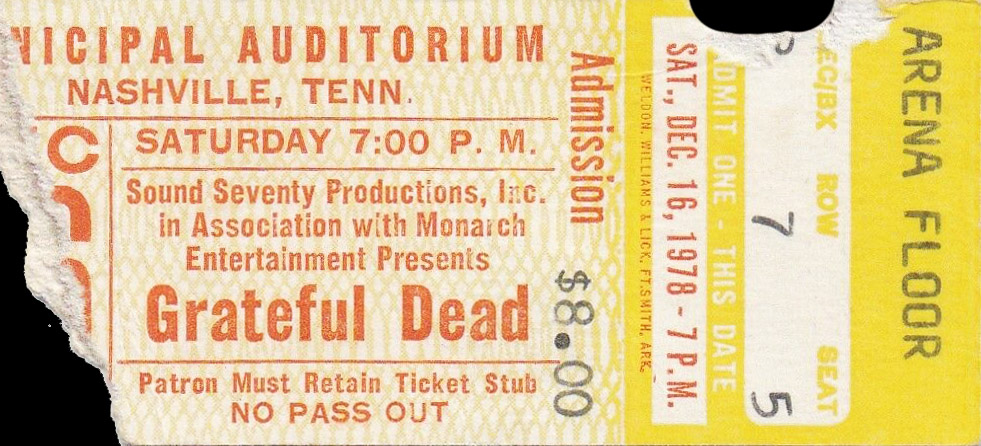 NICIPAL AUDITORIUM
NASHVILLE, TENN.
C
SATURDAY 7:00 P. M.
Sound Seventy Productions, Inc.
in Association with Monarch
Entertainment Presents
Grateful Dead
Patron Must Retain Ticket Stub
NO PASS OUT
Admission
$8.00
WELDON, WILLIAMS & LICK, FT. SMITH, ARK.
SAT., DEC. 16, 1978 - 7 P.M.
ADMIT ONE - THIS DATE
7 5
EC/BX ROW SEAT
ARENA FLOOR